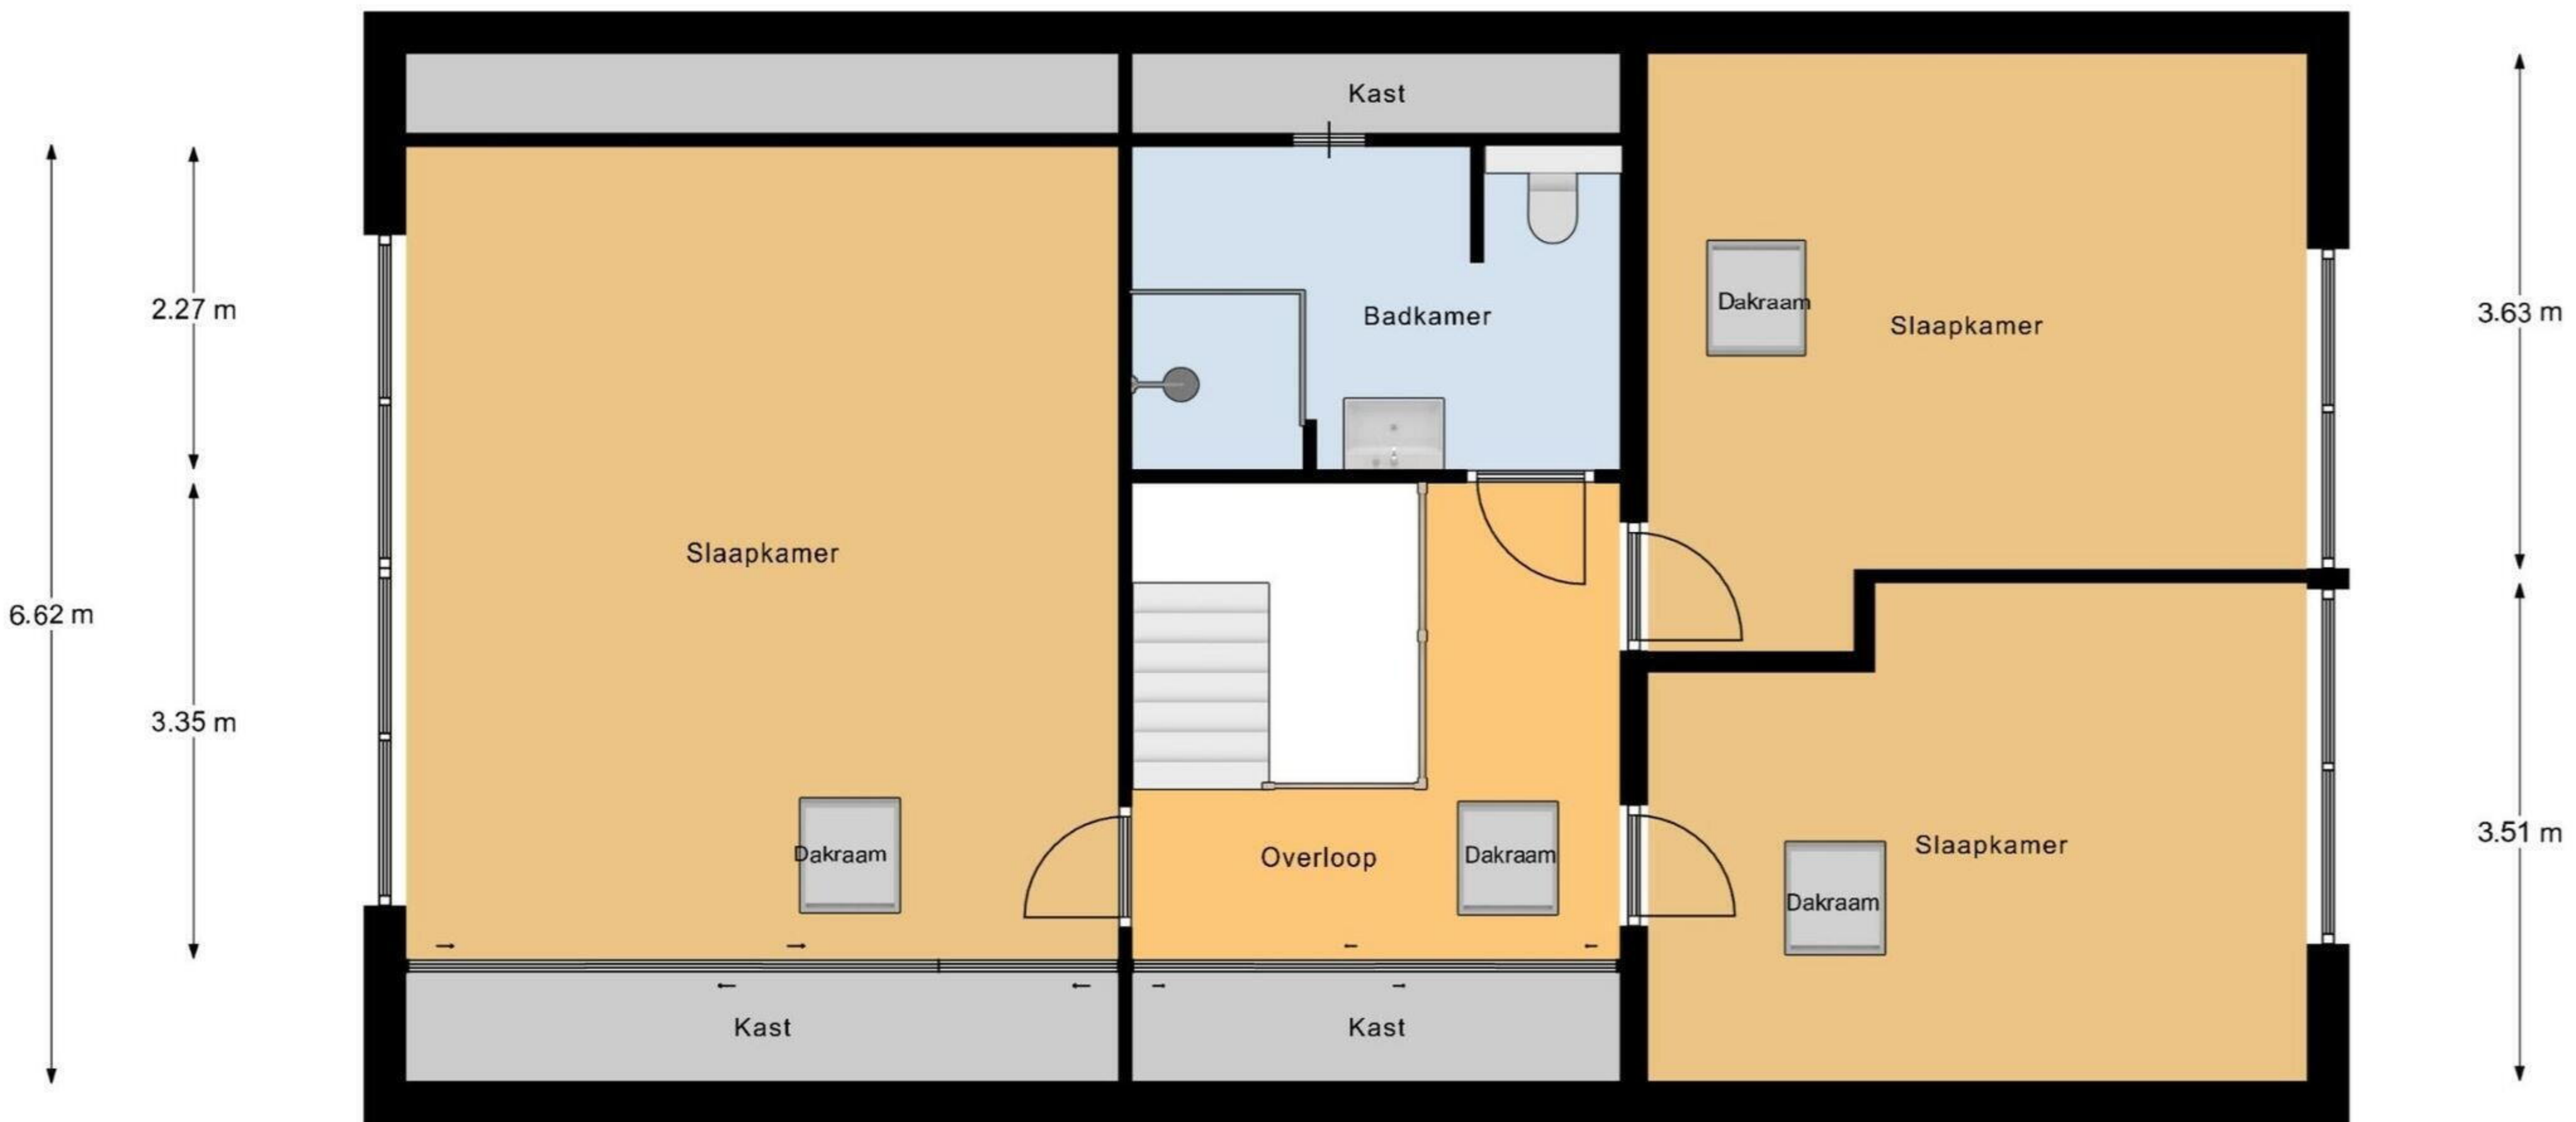 Kast
2.27 m
Badkamer
Dakraam
Slaapkamer
3.63 m
Slaapkamer
6.62 m
3.35 m
Dakraam
Overloop
Dakraam
Slaapkamer
Dakraam
3.51 m
Kast
Kast